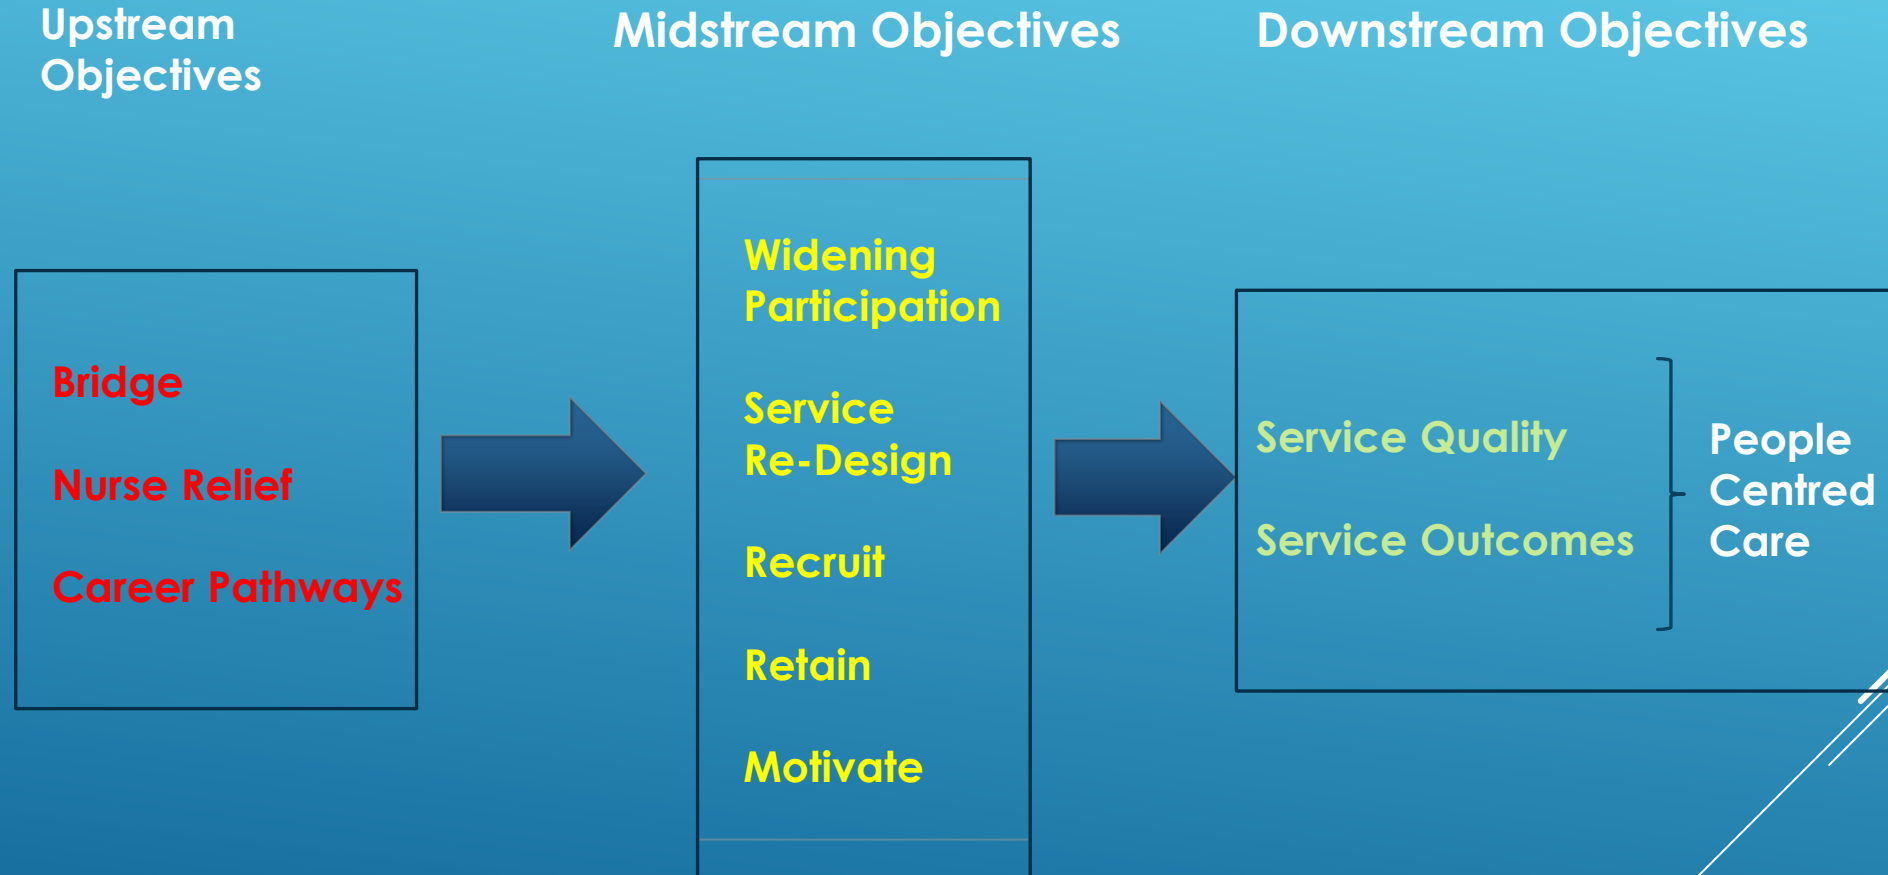 Upstream
Objectives
Midstream Objectives
Downstream Objectives
Bridge
Nurse Relief
Career Pathways
Widening
Participation
Service
Re-Design
Recruit
Retain
Motivate
Service Quality
Service Outcomes
People
Centred
Care